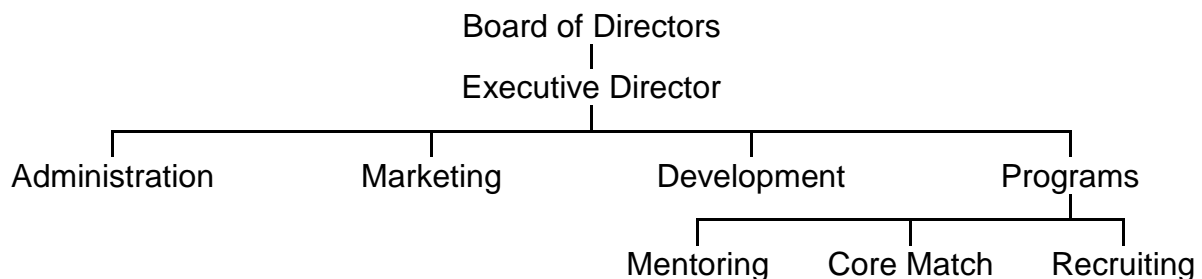 Board of Directors
Executive Director
Administration Marketing Development Programs
Mentoring Core Match Recruiting